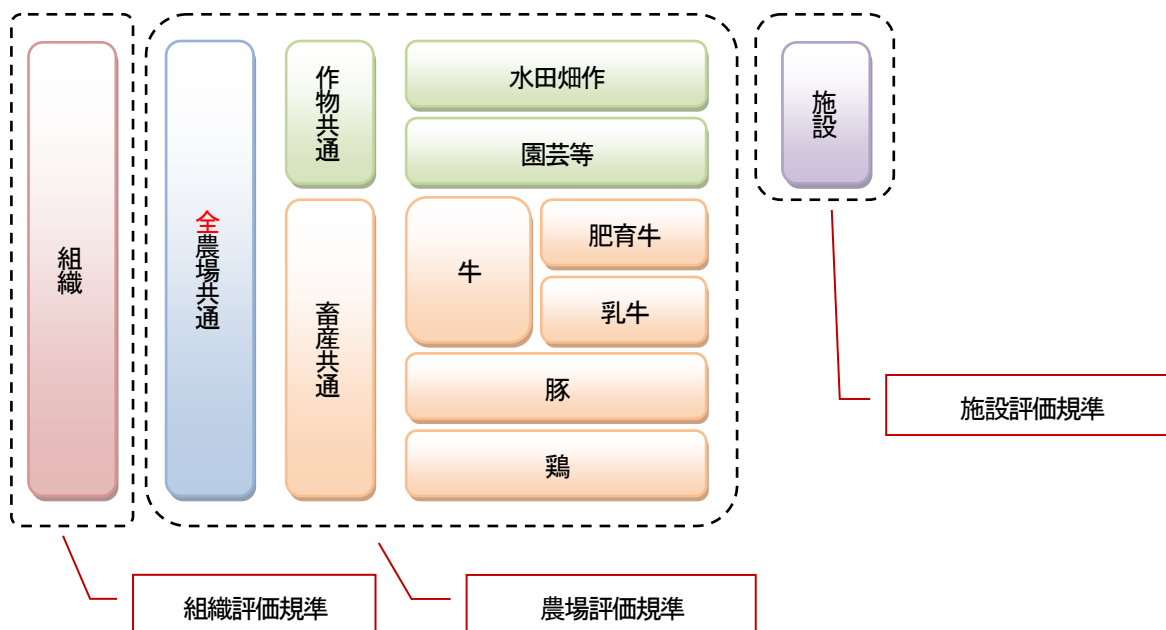 組織
全農場共通
作物共通
畜産共通
水田畑作
園芸等
牛
肥育牛
乳牛
豚
鶏
施設
施設評価規準
組織評価規準
農場評価規準